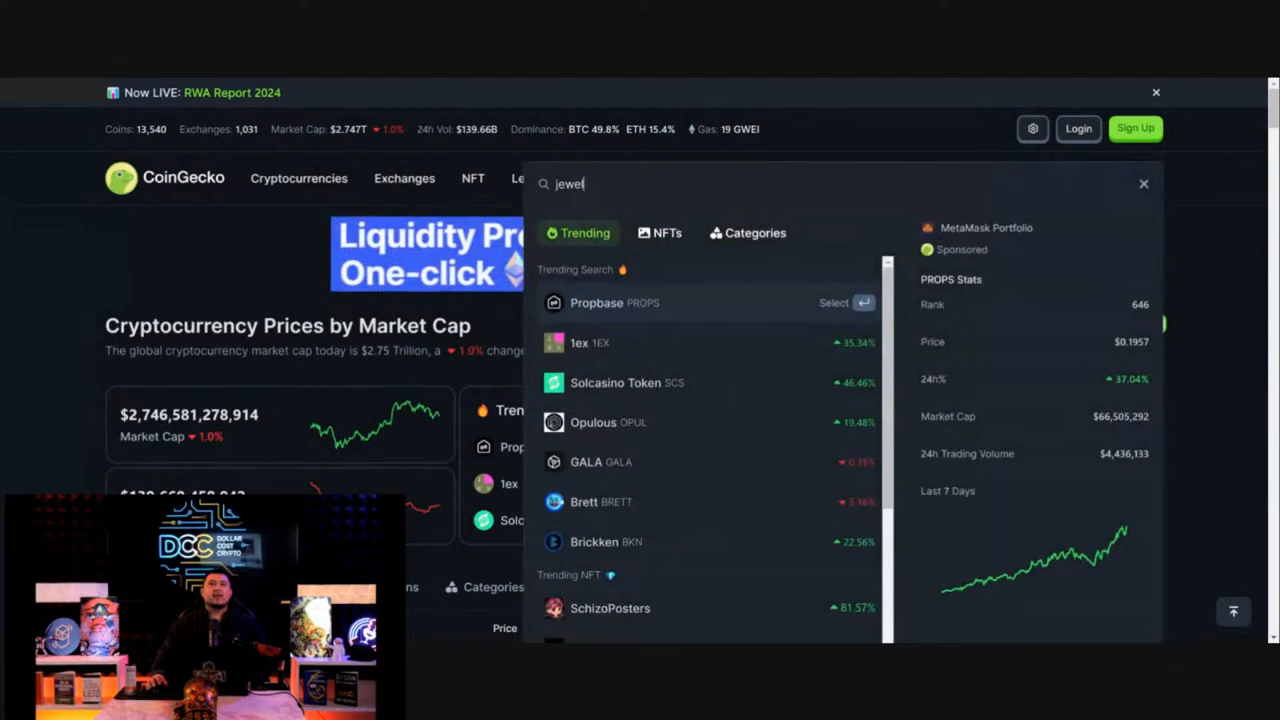 Now LIVE: RWA Report 2024
Coins: 13,540 Exchanges: 1,031 Market Cap: $2.747T 1.0% 24h Vol: $139.66B Dominance: BTC 49.8% ETH 15.4% Gas: 19 GWEI
Login
Sign Up
CoinGecko
Cryptocurrencies
Exchanges
NFT
Le
jewel
Liquidity Pr
One-click
Trending
NFTs
Categories
Trending Search
Propbase PROPS
Select
1ex 1EX
35.34%
Solcasino Token SCS
46.46%
Opulous OPUL
19.48%
GALA GALA
0.15%
Brett BRETT
3.16%
Brickken BKN
22.56%
Trending NFT
SchizoPosters
81.57%
MetaMask Portfolio
Sponsored
PROPS Stats
Rank
646
Price
$0.1957
24h%
37.04%
Market Cap
$66,505,292
24h Trading Volume
$4,436,133
Last 7 Days
Cryptocurrency Prices by Market Cap
The global cryptocurrency market cap today is $2.75 Trillion, a 1.0% change
$2,746,581,278,914
Market Cap 1.0%
Tren
Prop
1ex
Solc
ns
Categories
Price
DCC
DOLLAR
COST
CRYPTO